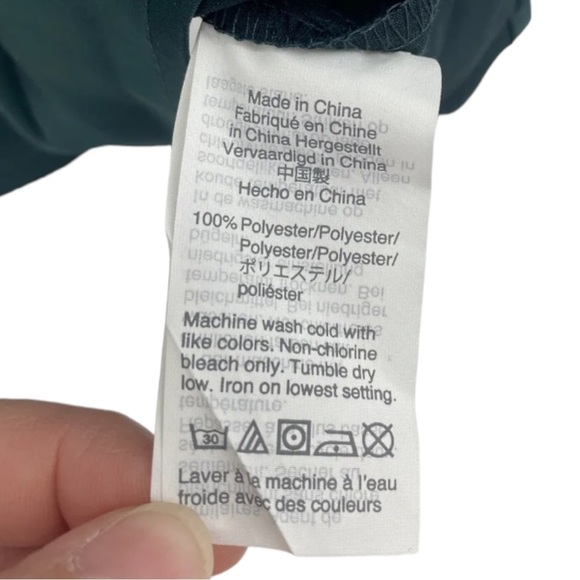 Made in China
Fabriqué en Chine
in China Hergestellt
Vervaardigd in China
中国製
Hecho en China
100% Polyester/Polyester/
Polyester/Polyester/
ポリエステル/
poliéster
Machine wash cold with
like colors. Non-chlorine
bleach only. Tumble dry
low. Iron on lowest setting.
30
Laver à la machine à l'eau
froide avec des couleurs